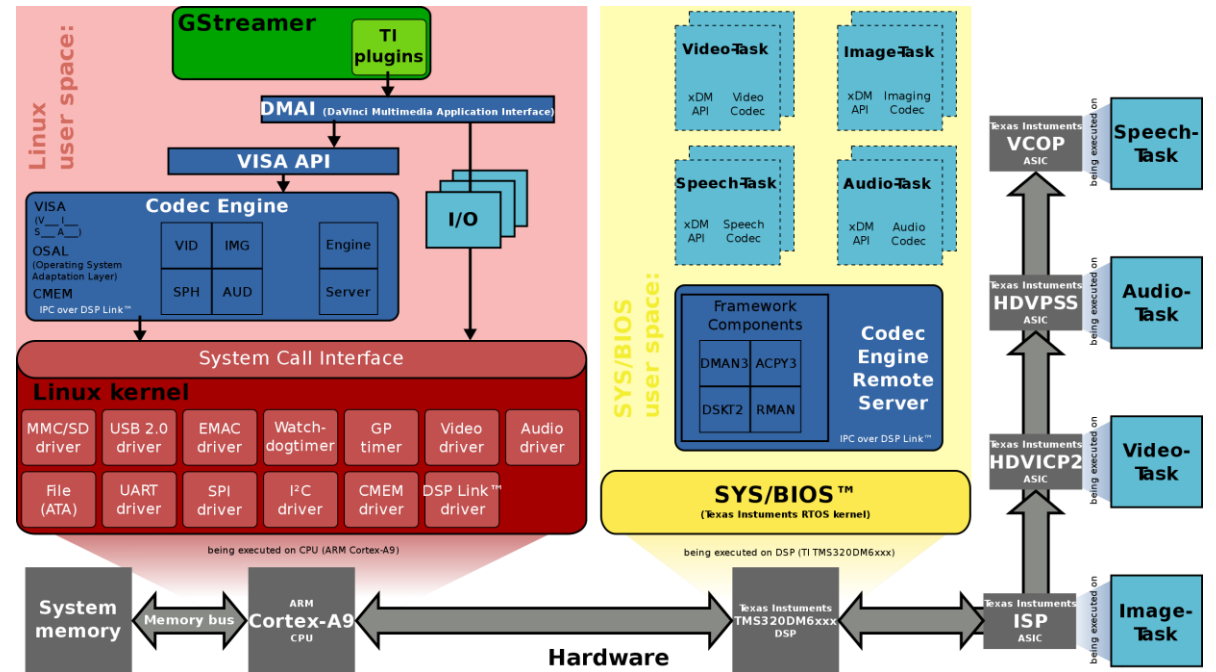 Linux
user space:
GStreamer
TI
plugins
DMAI (DaVinci Multimedia Application Interface)
VISA API
Codec Engine
VISA
(V___ I___
S___ A___)
OSAL
(Operating System
Adaptation Layer)
CMEM
IPC over DSP Link™
VID
IMG
SPH
AUD
Engine
Server
I/O
System Call Interface
Linux kernel
MMC/SD
driver
USB 2.0
driver
EMAC
driver
Watch-
dogtimer
GP
timer
Video
driver
Audio
driver
File
(ATA)
UART
driver
SPI
driver
I²C
driver
CMEM
driver
DSP Link™
driver
being executed on CPU (ARM Cortex-A9)
SYS/BIOS
user space:
Video-Task
xDM
API
Video
Codec
Image-Task
xDM
API
Imaging
Codec
Speech-Task
xDM
API
Speech
Codec
Audio-Task
xDM
API
Audio
Codec
Framework
Components
DMAN3
ACPY3
DSKT2
RMAN
Codec
Engine
Remote
Server
IPC over DSP Link™
SYS/BIOS™
(Texas Instruments RTOS kernel)
being executed on DSP (TI TMS320DM6xxx)
Texas Instuments
VCOP
ASIC
being executed on
Speech-
Task
Texas Instuments
HDVPSS
ASIC
being executed on
Audio-
Task
Texas Instuments
HDVICP2
ASIC
being executed on
Video-
Task
Texas Instuments
ISP
ASIC
being executed on
Image-
Task
System
memory
Memory bus
ARM
Cortex-A9
CPU
Texas Instuments
TMS320DM6xxx
DSP
Hardware